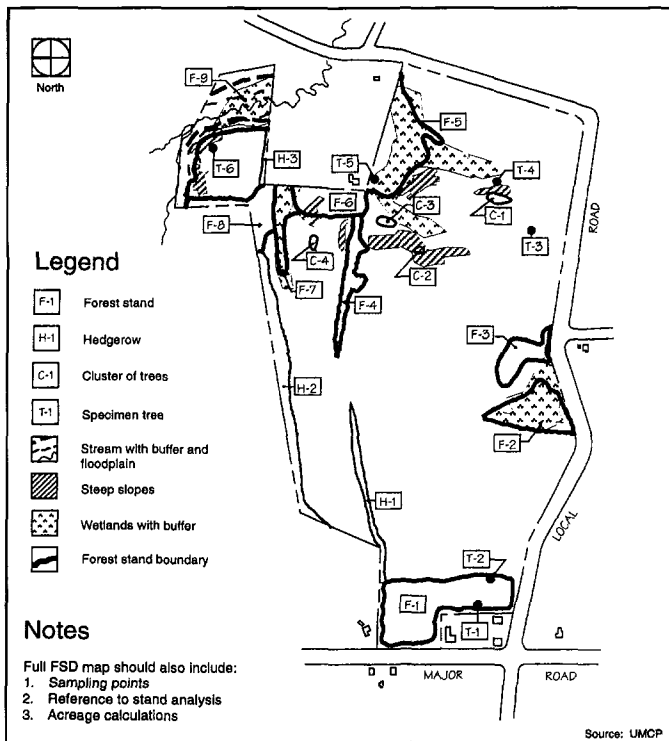 North
F-9
F-5
T-6
H-3
T-5
T-4
F-6
C-3
C-1
F-8
T-3
ROAD
C-4
C-2
F-7
F-4
F-3
H-2
F-2
H-1
LOCAL
T-2
F-1
T-1
MAJOR ROAD
Legend
F-1 Forest stand
H-1 Hedgerow
C-1 Cluster of trees
T-1 Specimen tree
Stream with buffer and
floodplain
Steep slopes
Wetlands with buffer
Forest stand boundary
Notes
Full FSD map should also include:
1. Sampling points
2. Reference to stand analysis
3. Acreage calculations
Source: UMCP